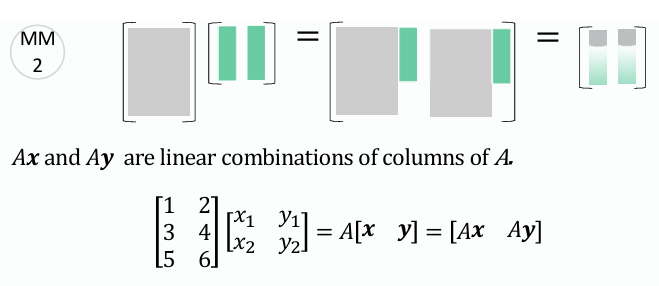 MM
2
= =
Ax and Ay are linear combinations of columns of A.
[1 2
3 4
5 6] [x₁ y₁
x₂ y₂] = A[x y] = [Ax Ay]